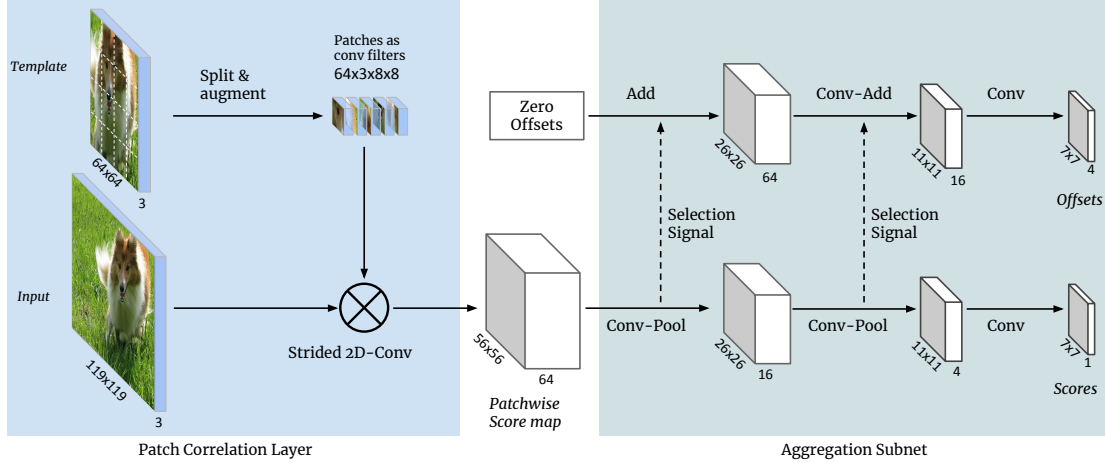 Template
64x64
3
Split &
augment
Patches as
conv filters
64x3x8x8
Input
119x119
3
Strided 2D-Conv
Patch Correlation Layer
56x56
64
Patchwise
Score map
Zero
Offsets
Add
26x26
64
Conv-Add
11x11
16
Conv
7x7
4
Offsets
Selection
Signal
Selection
Signal
Conv-Pool
26x26
16
Conv-Pool
11x11
4
Conv
7x7
1
Scores
Aggregation Subnet